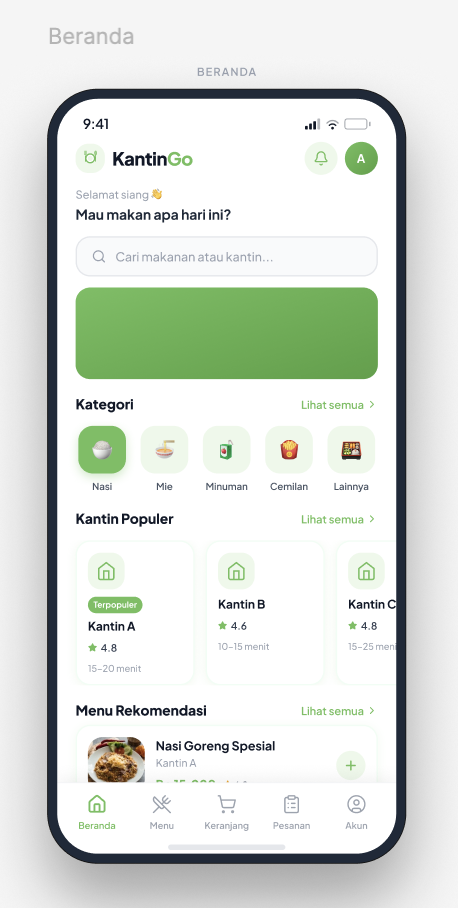 Beranda
BERANDA
9:41
KantinGo
A
Selamat siang 👋
Mau makan apa hari ini?
Cari makanan atau kantin...
Kategori
Lihat semua
Nasi
Mie
Minuman
Cemilan
Lainnya
Kantin Populer
Lihat semua
Terpopuler
Kantin A
4.8
15–20 menit
Kantin B
4.6
10–15 menit
Kantin C
4.8
15–25 meni
Menu Rekomendasi
Lihat semua
Nasi Goreng Spesial
Kantin A
Beranda
Menu
Keranjang
Pesanan
Akun